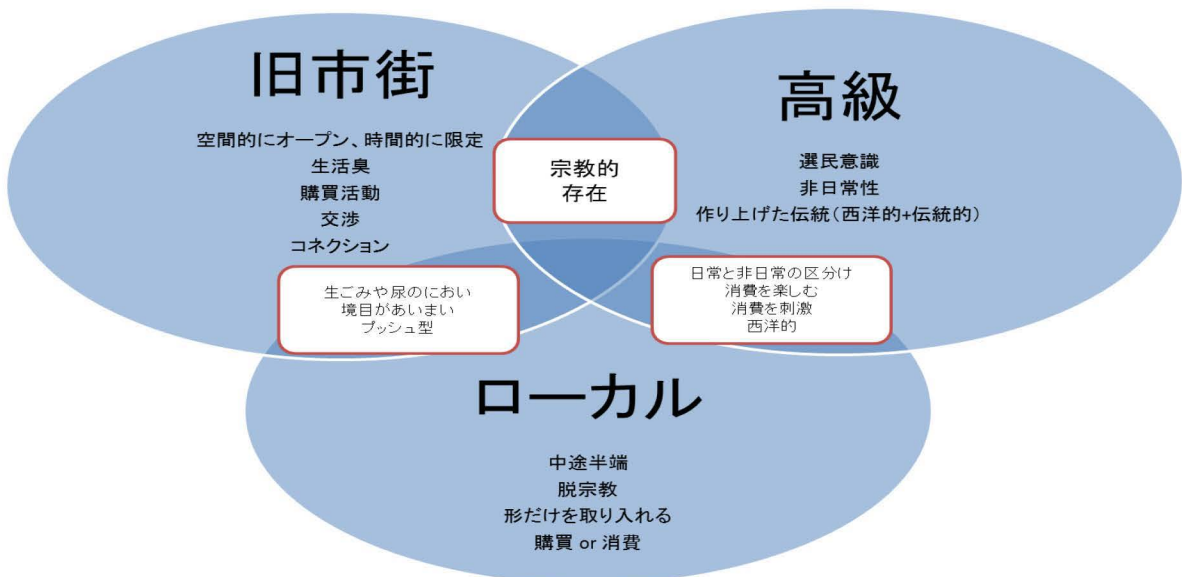 旧市街
空間的にオープン、時間的に限定
生活臭
購買活動
交渉
コネクション
高級
選民意識
非日常性
作り上げた伝統(西洋的+伝統的)
宗教的
存在
生ごみや尿のにおい
境目があいまい
プッシュ型
日常と非日常の区分け
消費を楽しむ
消費を刺激
西洋的
ローカル
中途半端
脱宗教
形だけを取り入れる
購買 or 消費